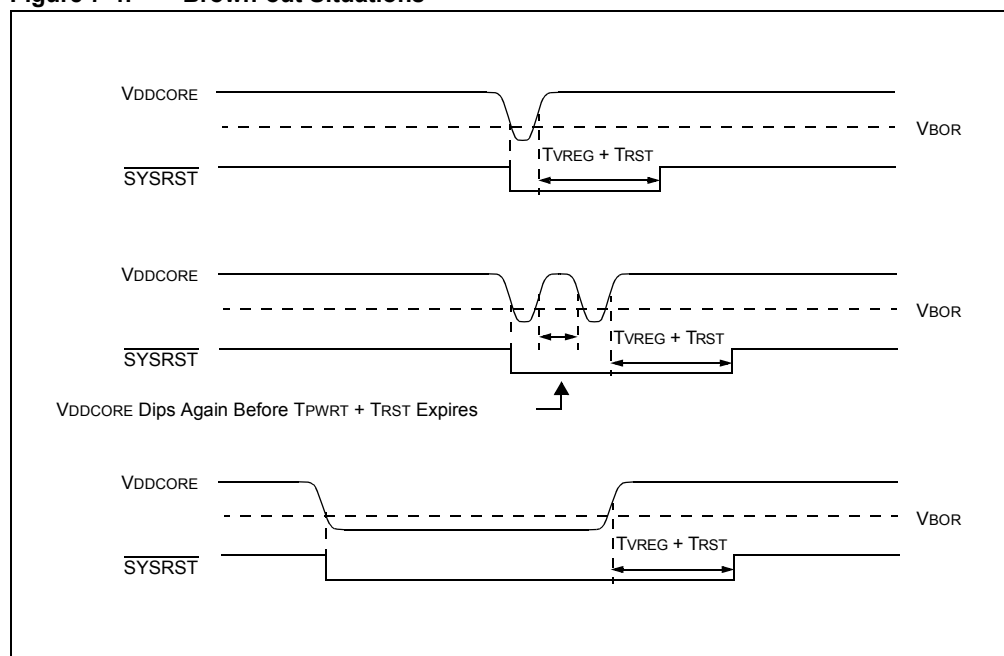 VDDCORE
VBOR
TVREG + TRST
SYSRST
VDDCORE
VBOR
TVREG + TRST
SYSRST
VDDCORE Dips Again Before TPWRT + TRST Expires
VDDCORE
VBOR
TVREG + TRST
SYSRST